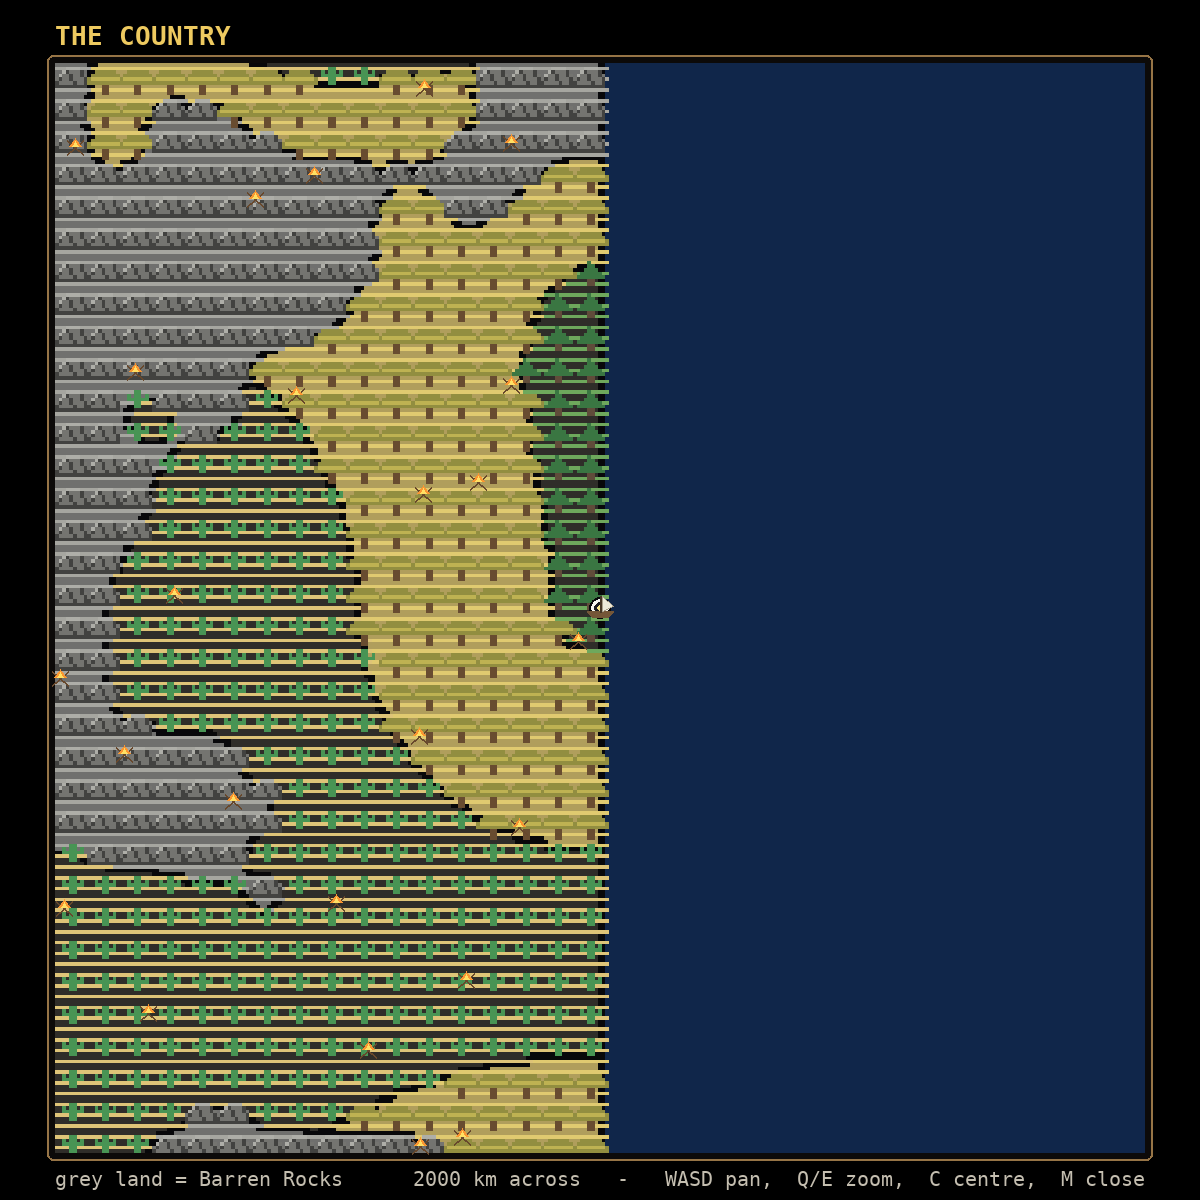 THE COUNTRY
grey land = Barren Rocks 2000 km across - WASD pan, Q/E zoom, C centre, M close